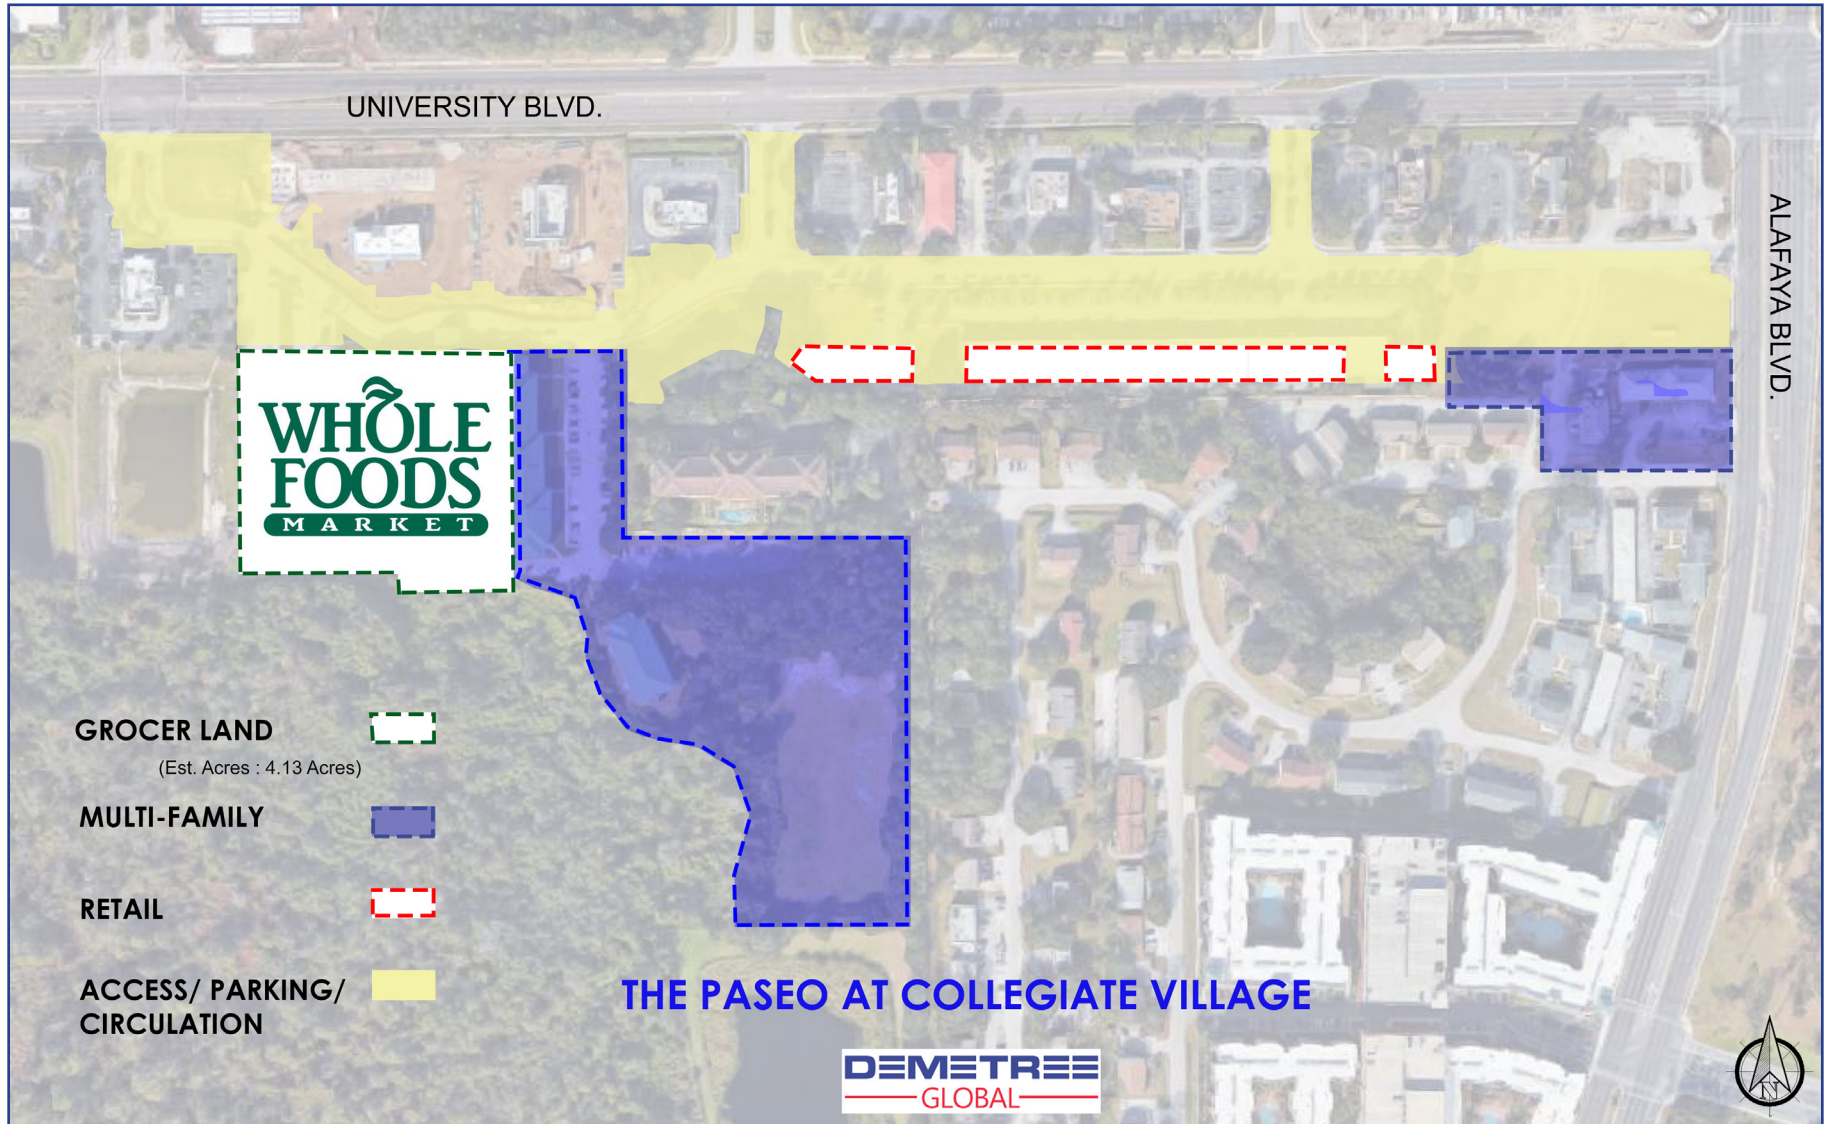 UNIVERSITY BLVD.
ALAFAYA BLVD.
WHOLE
FOODS
MARKET
GROCER LAND
(Est. Acres : 4.13 Acres)
MULTI-FAMILY
RETAIL
ACCESS/ PARKING/
CIRCULATION
THE PASEO AT COLLEGIATE VILLAGE
DEMETREE
GLOBAL
N